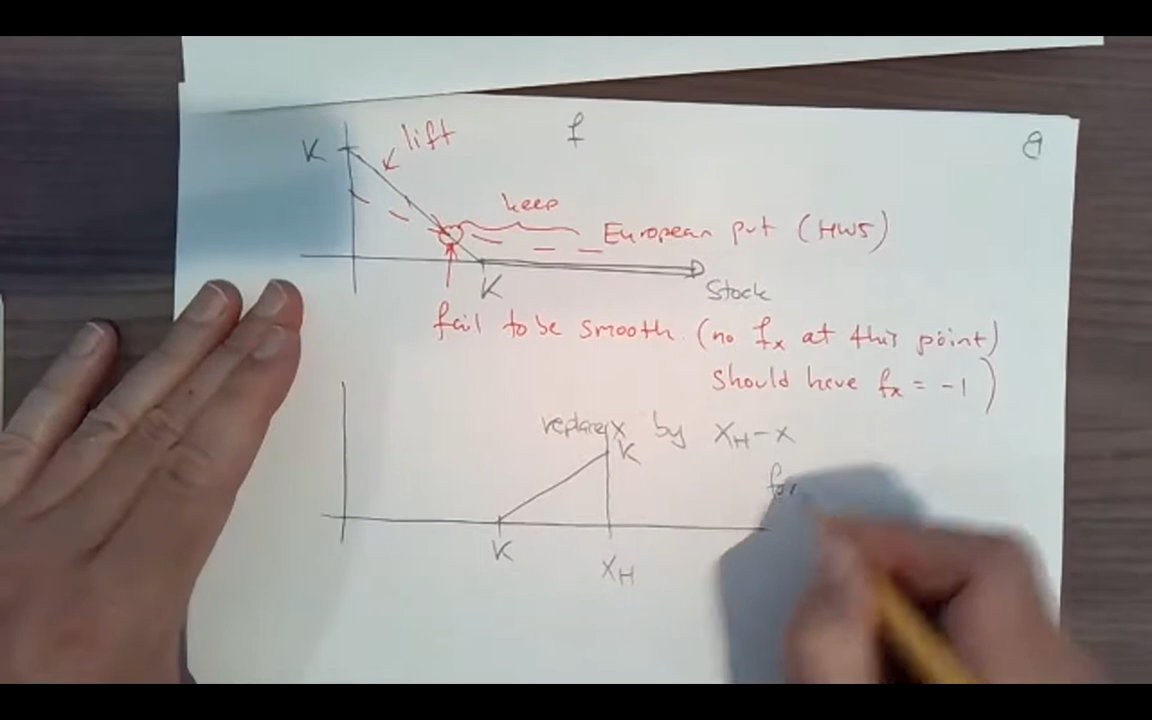 f
K
lift
keep
European put (HW5)
K
Stock
fail to be smooth (no fx at this point)
should have fx = -1)
replace x by XH-x
K
K
XH